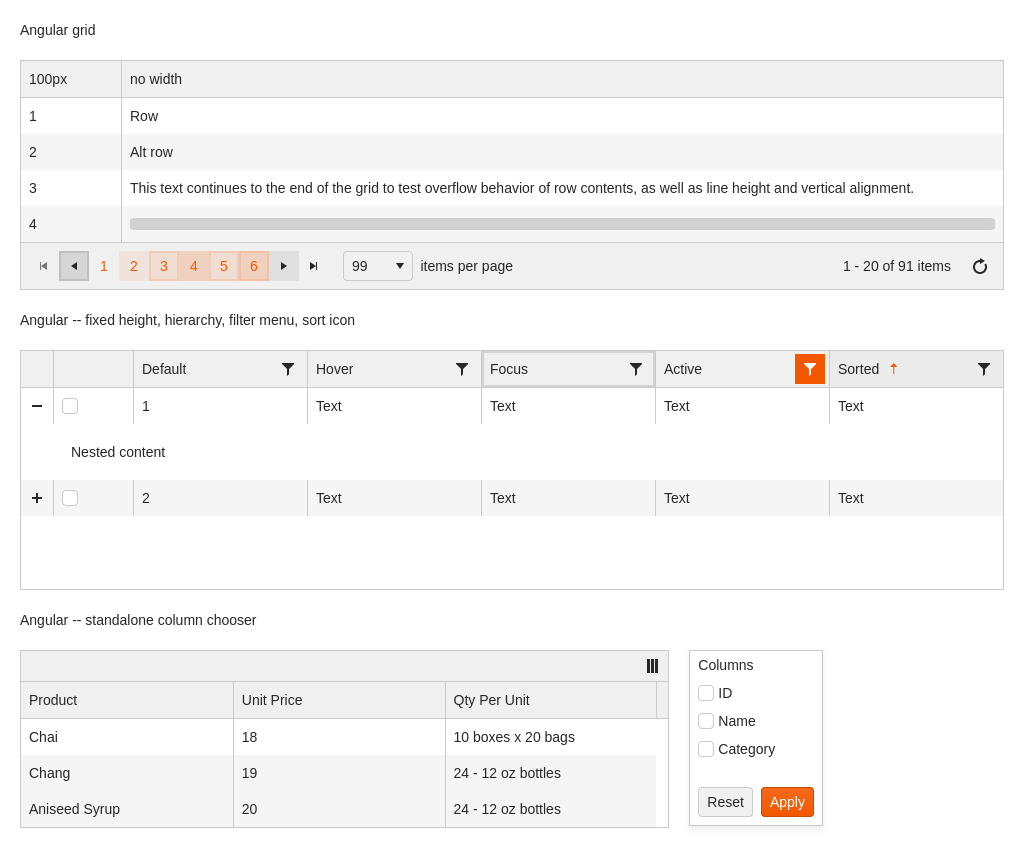 Angular grid
100px no width
1 Row
2 Alt row
3 This text continues to the end of the grid to test overflow behavior of row contents, as well as line height and vertical alignment.
4
1 2 3 4 5 6 99 items per page 1 - 20 of 91 items
Angular -- fixed height, hierarchy, filter menu, sort icon
Default Hover Focus Active Sorted
1 Text Text Text Text
Nested content
2 Text Text Text Text
Angular -- standalone column chooser
Product Unit Price Qty Per Unit
Chai 18 10 boxes x 20 bags
Chang 19 24 - 12 oz bottles
Aniseed Syrup 20 24 - 12 oz bottles
Columns
ID
Name
Category
Reset Apply